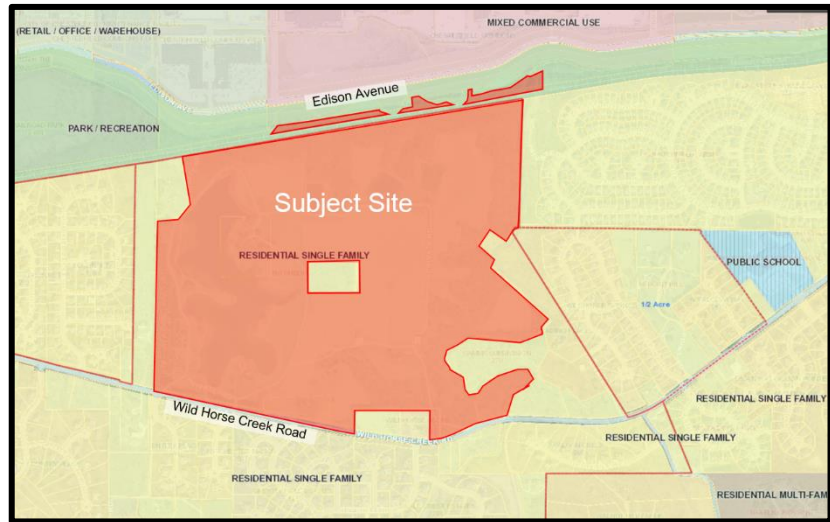 MIXED COMMERCIAL USE
(RETAIL / OFFICE / WAREHOUSE)
Edison Avenue
PARK / RECREATION
Subject Site
RESIDENTIAL SINGLE FAMILY
PUBLIC SCHOOL
1/2 Acre
RESIDENTIAL SINGLE FAMILY
Wild Horse Creek Road
RESIDENTIAL SINGLE FAMILY
RESIDENTIAL SINGLE FAMILY
RESIDENTIAL MULTI-FAM